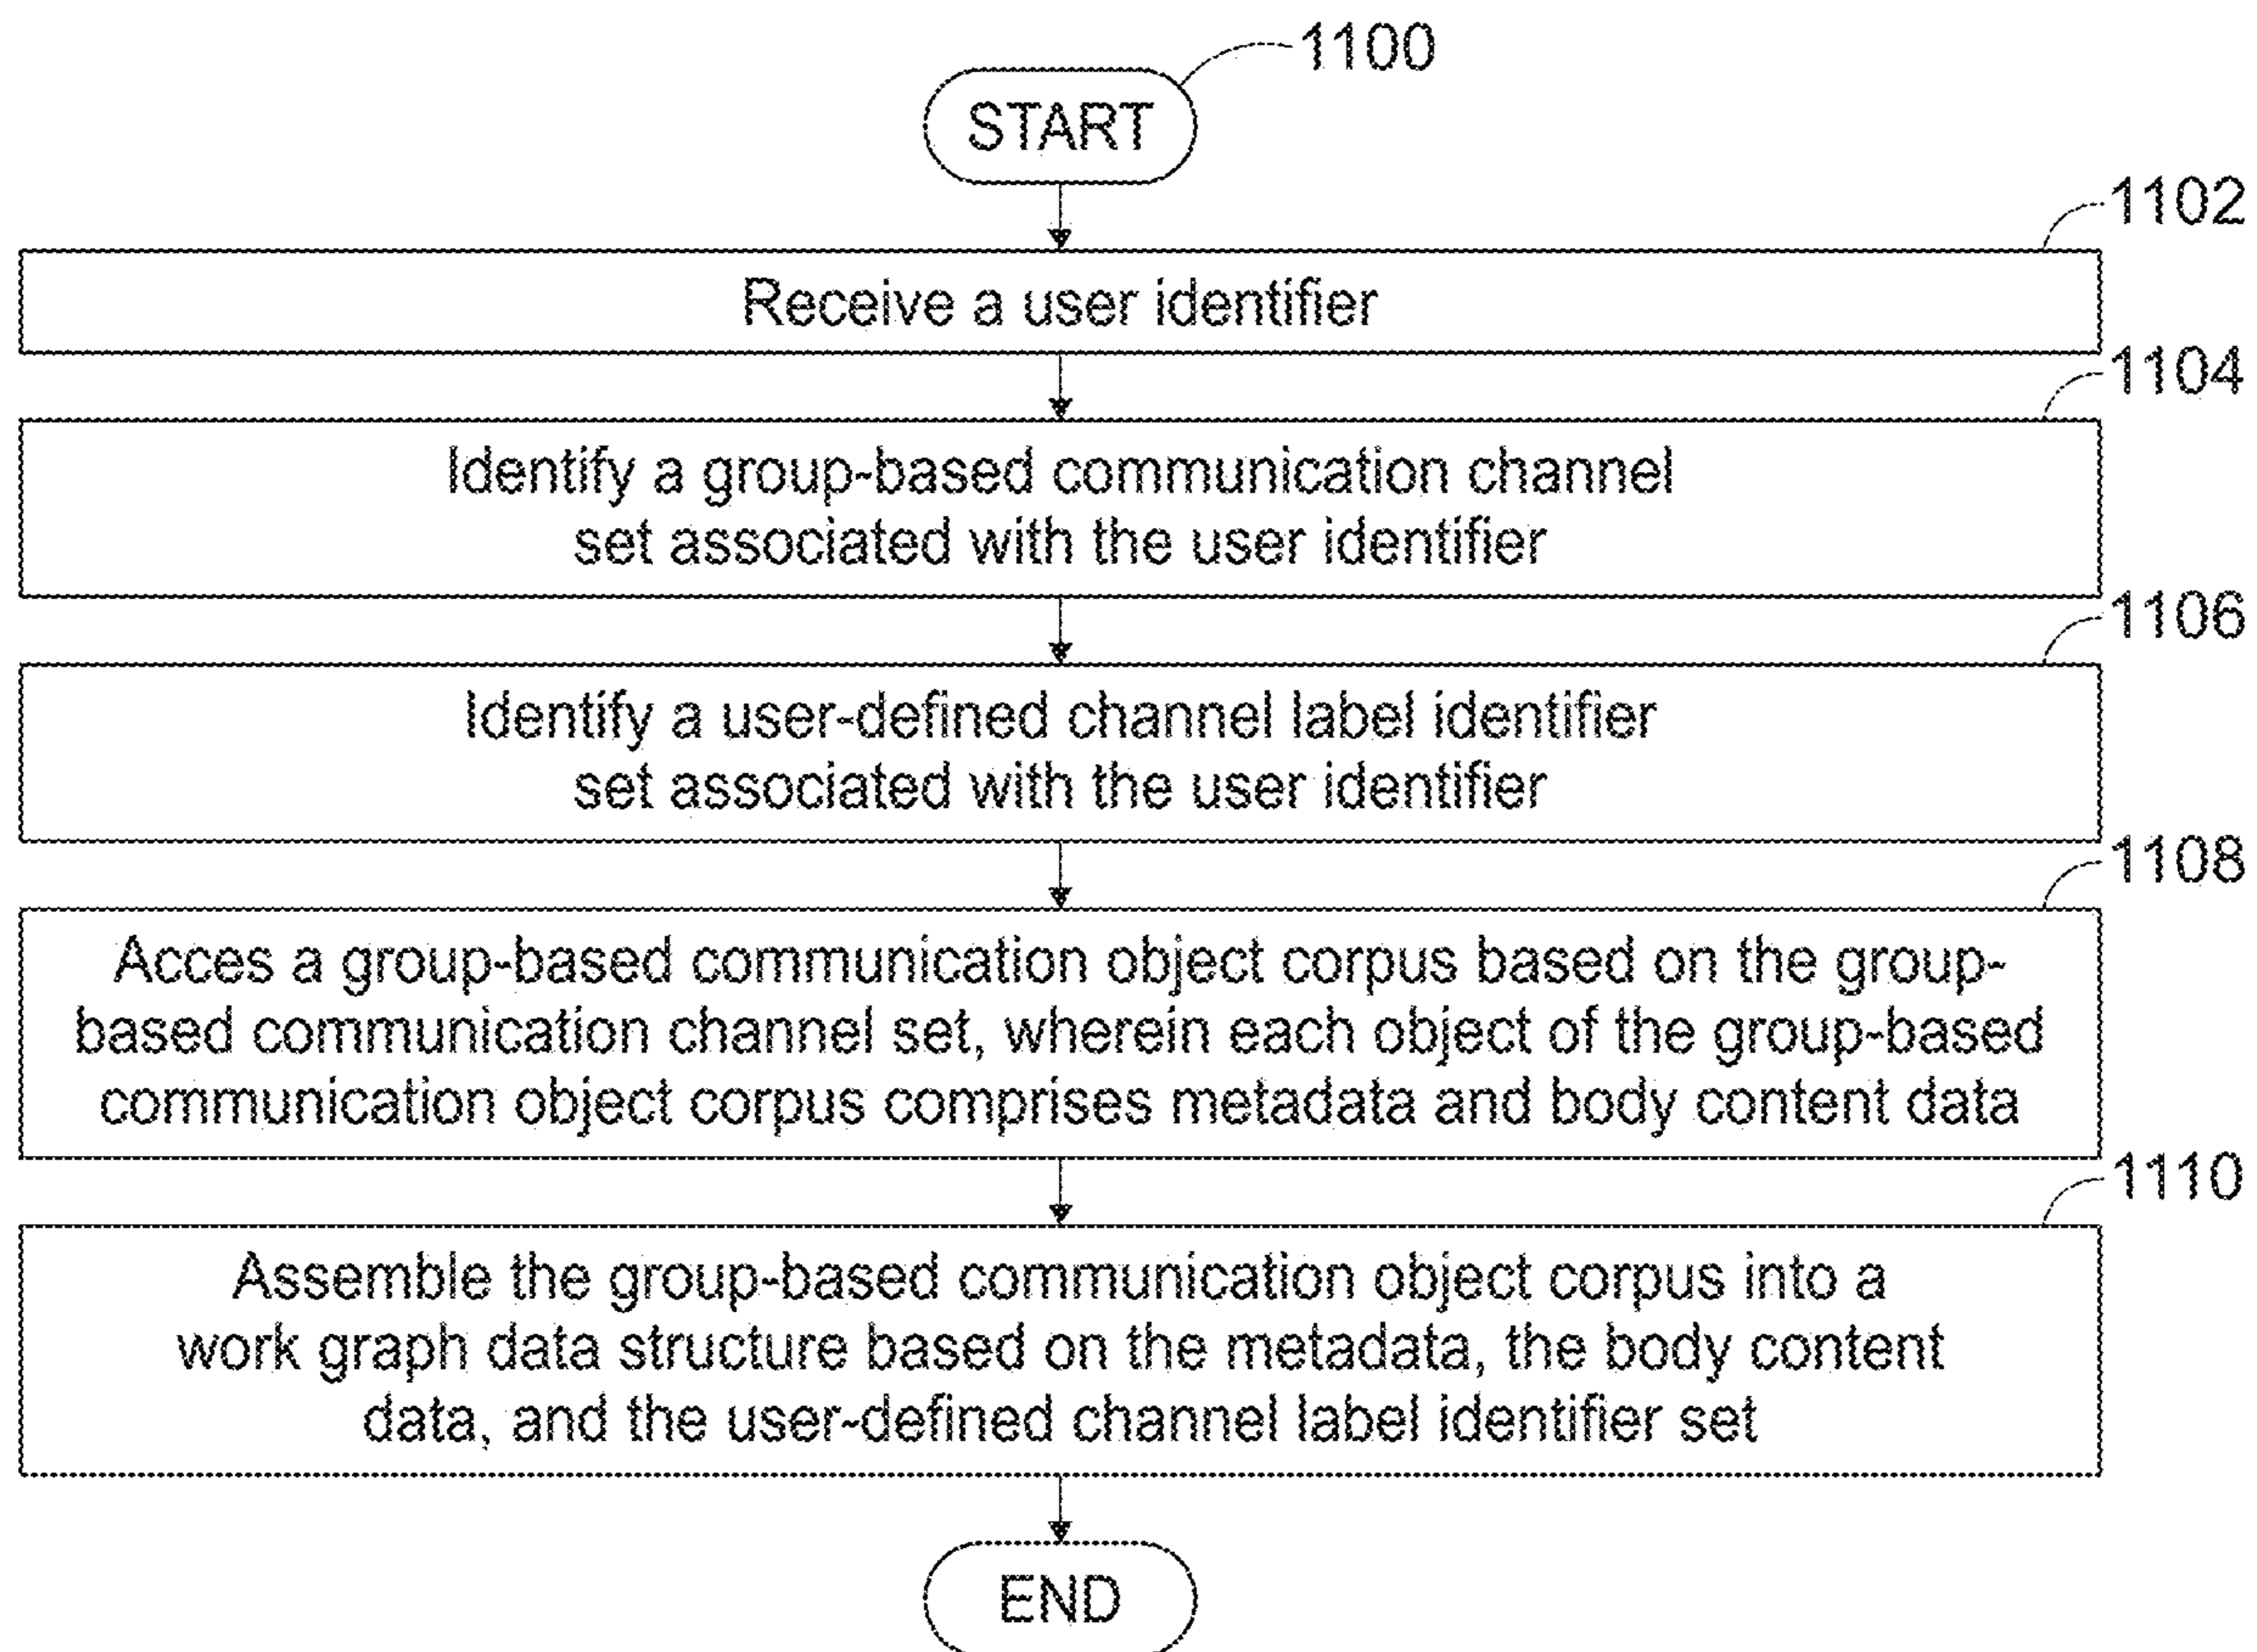 1100
START
1102
Receive a user identifier
1104
Identify a group-based communication channel
set associated with the user identifier
1106
Identify a user-defined channel label identifier
set associated with the user identifier
1108
Acces a group-based communication object corpus based on the group-
based communication channel set, wherein each object of the group-based
communication object corpus comprises metadata and body content data
1110
Assemble the group-based communication object corpus into a
work graph data structure based on the metadata, the body content
data, and the user-defined channel label identifier set
END